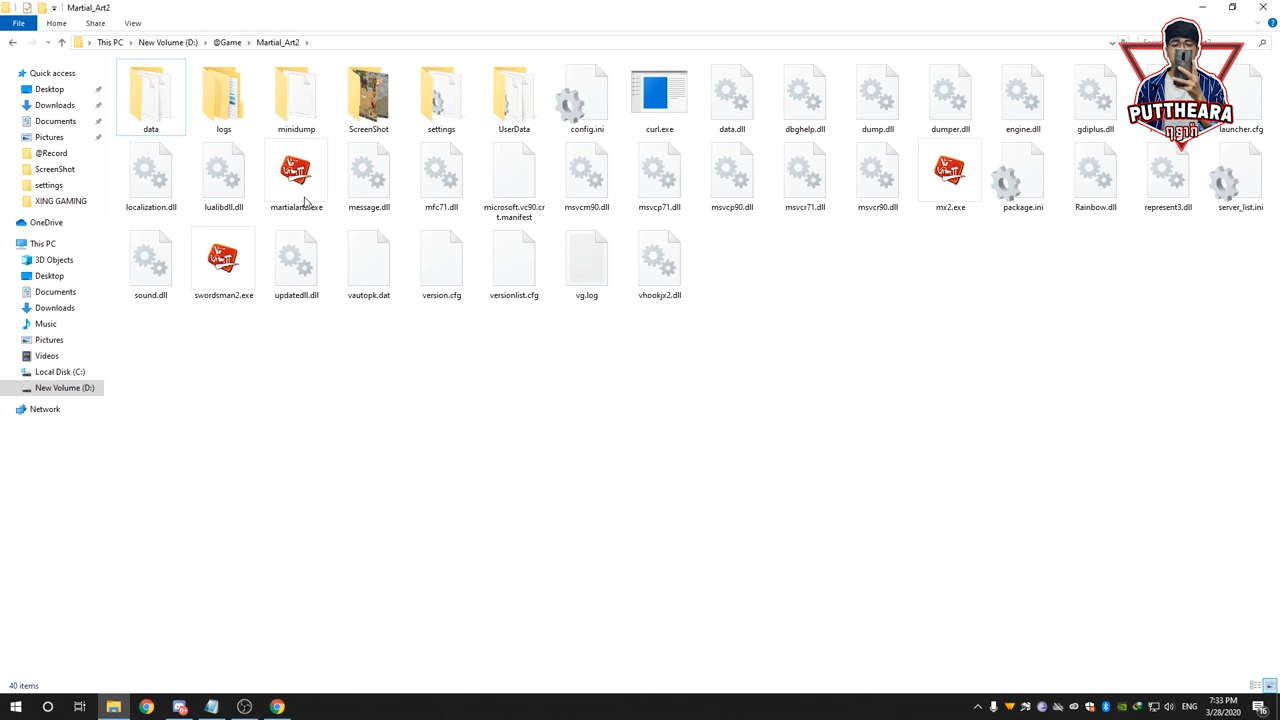 Martial_Art2
File
Home
Share
View
This PC
New Volume (D:)
@Game
Martial_Art2
Quick access
Desktop
Downloads
Documents
Pictures
@Record
ScreenShot
settings
XING GAMING
OneDrive
This PC
3D Objects
Desktop
Documents
Downloads
Music
Pictures
Videos
Local Disk (C:)
New Volume (D:)
Network
data
logs
minidump
ScreenShot
settings
UserData
config.ini
curl.exe
data.dll
dbghelp.dll
dump.dll
dumper.dll
engine.dll
gdiplus.dll
launcher.cfg
localization.dll
lualibdll.dll
message.dll
mfc71.dll
microsoft.vc90.cr
t.manifest
msvcm90.dll
msvcp71.dll
msvcp90.dll
msvcr71.dll
msvcr90.dll
mx2.exe
package.ini
Rainbow.dll
represent3.dll
server_list.ini
sound.dll
swordsman2.exe
updatedll.dll
vautopk.dat
version.cfg
versionlist.cfg
vg.log
vhookjx2.dll
PUTTHEARA
40 items
ENG
7:33 PM
3/28/2020
16